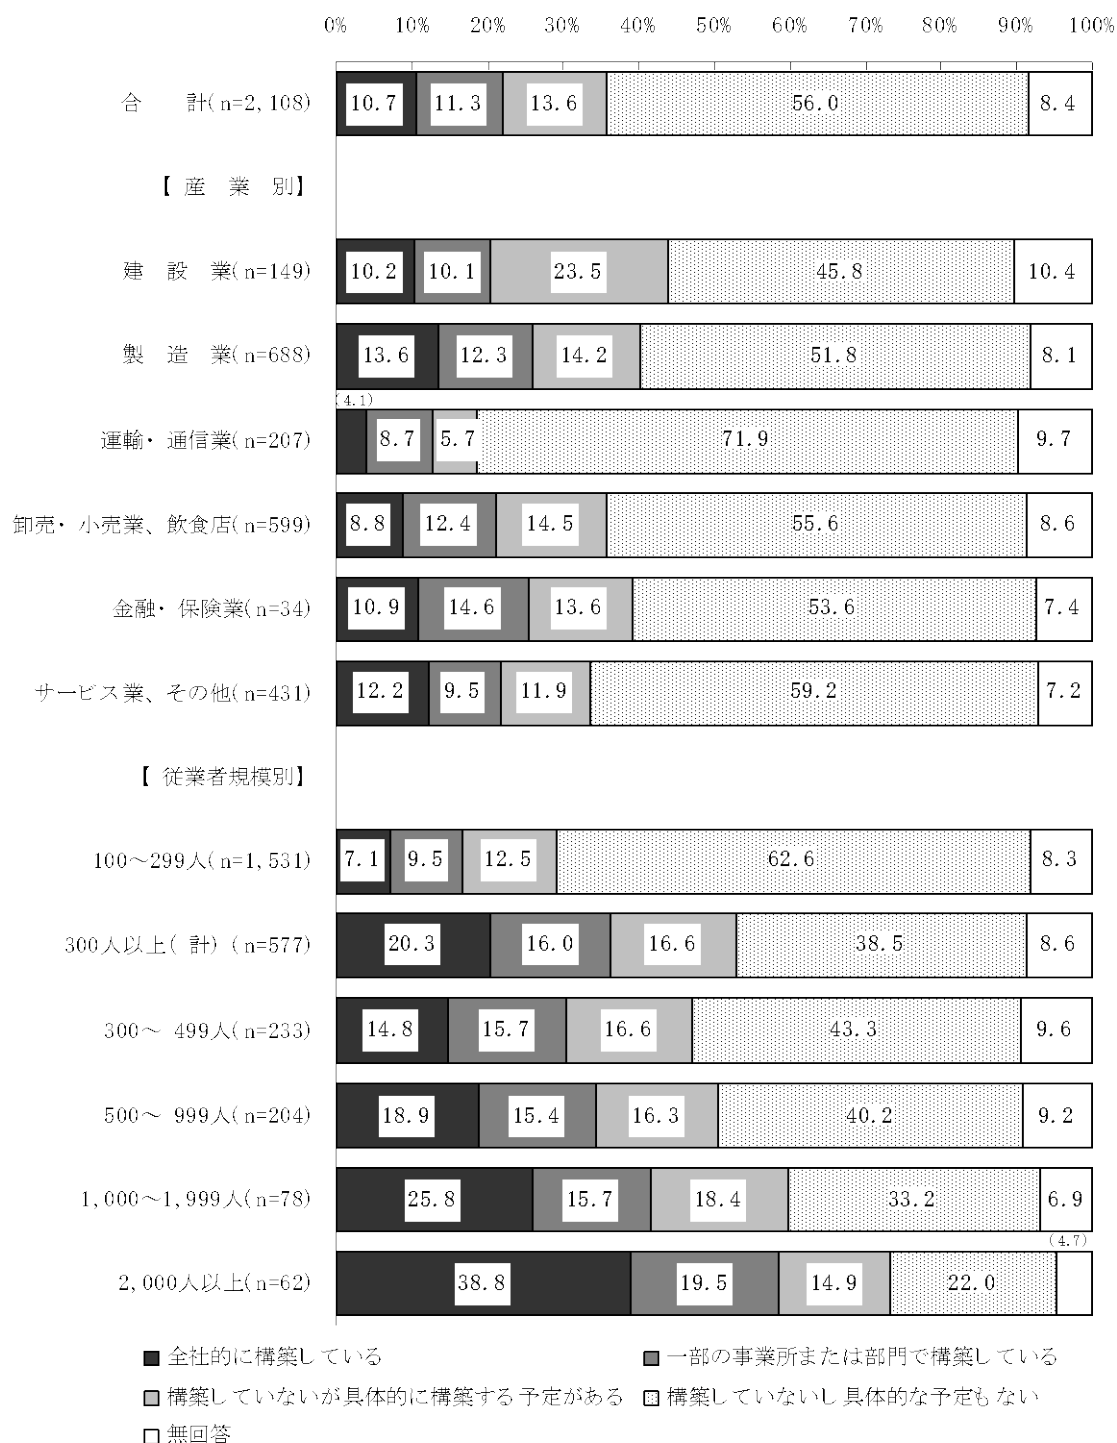 0% 10% 20% 30% 40% 50% 60% 70% 80% 90% 100%
合 計(n=2,108) 10.7 11.3 13.6 56.0 8.4
【産 業 別】
建 設 業(n=149) 10.2 10.1 23.5 45.8 10.4
製 造 業(n=688) 13.6 12.3 14.2 51.8 8.1
(4.1)
運輸・通信業(n=207) 8.7 5.7 71.9 9.7
卸売・小売業、飲食店(n=599) 8.8 12.4 14.5 55.6 8.6
金融・保険業(n=34) 10.9 14.6 13.6 53.6 7.4
サービス業、その他(n=431) 12.2 9.5 11.9 59.2 7.2
【従業者規模別】
100～299人(n=1,531) 7.1 9.5 12.5 62.6 8.3
300人以上(計) (n=577) 20.3 16.0 16.6 38.5 8.6
300～ 499人(n=233) 14.8 15.7 16.6 43.3 9.6
500～ 999人(n=204) 18.9 15.4 16.3 40.2 9.2
1,000～1,999人(n=78) 25.8 15.7 18.4 33.2 6.9
(4.7)
2,000人以上(n=62) 38.8 19.5 14.9 22.0
全社的に構築している 一部の事業所または部門で構築している
構築していないが具体的に構築する予定がある 構築していないし具体的な予定もない
無回答